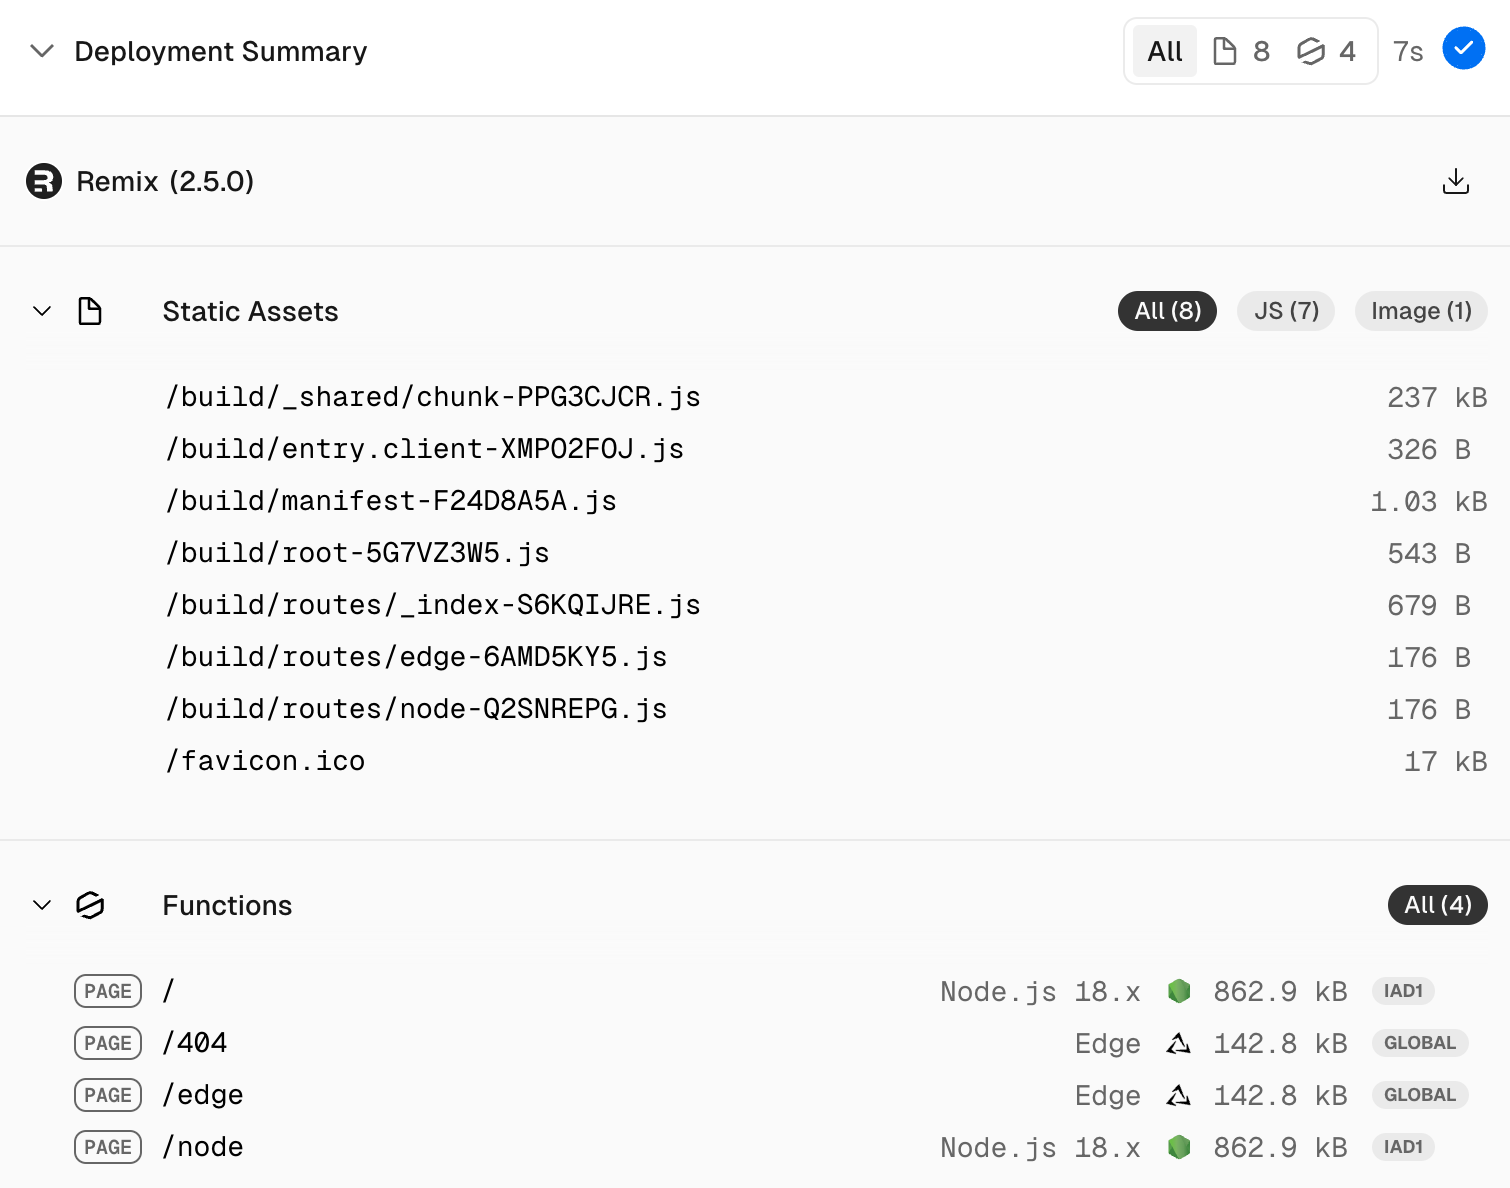 Deployment Summary All 8 4 7s
Remix (2.5.0)
Static Assets All (8) JS (7) Image (1)
/build/_shared/chunk-PPG3CJCR.js 237 kB
/build/entry.client-XMPO2FOJ.js 326 B
/build/manifest-F24D8A5A.js 1.03 kB
/build/root-5G7VZ3W5.js 543 B
/build/routes/_index-S6KQIJRE.js 679 B
/build/routes/edge-6AMD5KY5.js 176 B
/build/routes/node-Q2SNREPG.js 176 B
/favicon.ico 17 kB
Functions All (4)
PAGE / Node.js 18.x 862.9 kB IAD1
PAGE /404 Edge 142.8 kB GLOBAL
PAGE /edge Edge 142.8 kB GLOBAL
PAGE /node Node.js 18.x 862.9 kB IAD1